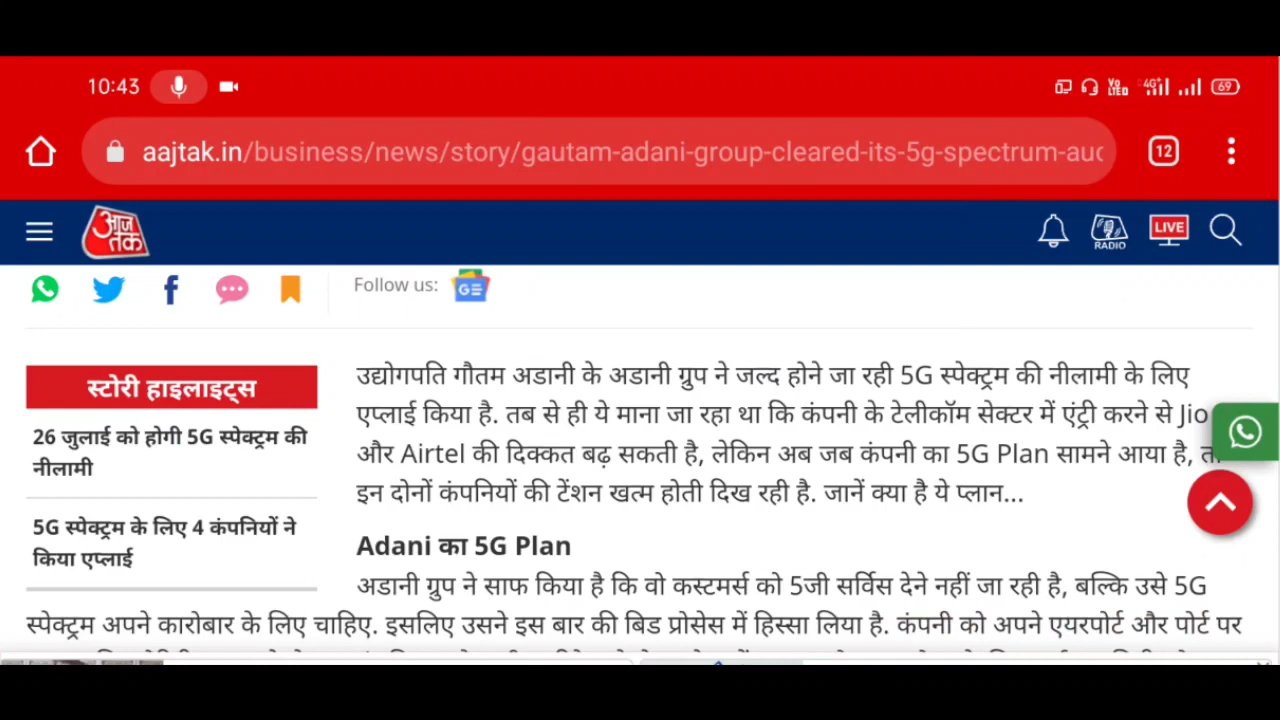 10:43
VoLTE 4G+ 69
aajtak.in/business/news/story/gautam-adani-group-cleared-its-5g-spectrum-auc
12
आज तक
RADIO
LIVE
Follow us:
GE
स्टोरी हाइलाइट्स
26 जुलाई को होगी 5G स्पेक्ट्रम की
नीलामी
5G स्पेक्ट्रम के लिए 4 कंपनियों ने
किया एप्लाई
उद्योगपति गौतम अडानी के अडानी ग्रुप ने जल्द होने जा रही 5G स्पेक्ट्रम की नीलामी के लिए
एप्लाई किया है. तब से ही ये माना जा रहा था कि कंपनी के टेलीकॉम सेक्टर में एंट्री करने से Jio
और Airtel की दिक्कत बढ़ सकती है, लेकिन अब जब कंपनी का 5G Plan सामने आया है,
इन दोनों कंपनियों की टेंशन खत्म होती दिख रही है. जानें क्या है ये प्लान...
Adani का 5G Plan
अडानी ग्रुप ने साफ किया है कि वो कस्टमर्स को 5जी सर्विस देने नहीं जा रही है, बल्कि उसे 5G
स्पेक्ट्रम अपने कारोबार के लिए चाहिए. इसलिए उसने इस बार की बिड प्रोसेस में हिस्सा लिया है. कंपनी को अपने एयरपोर्ट और पोर्ट पर